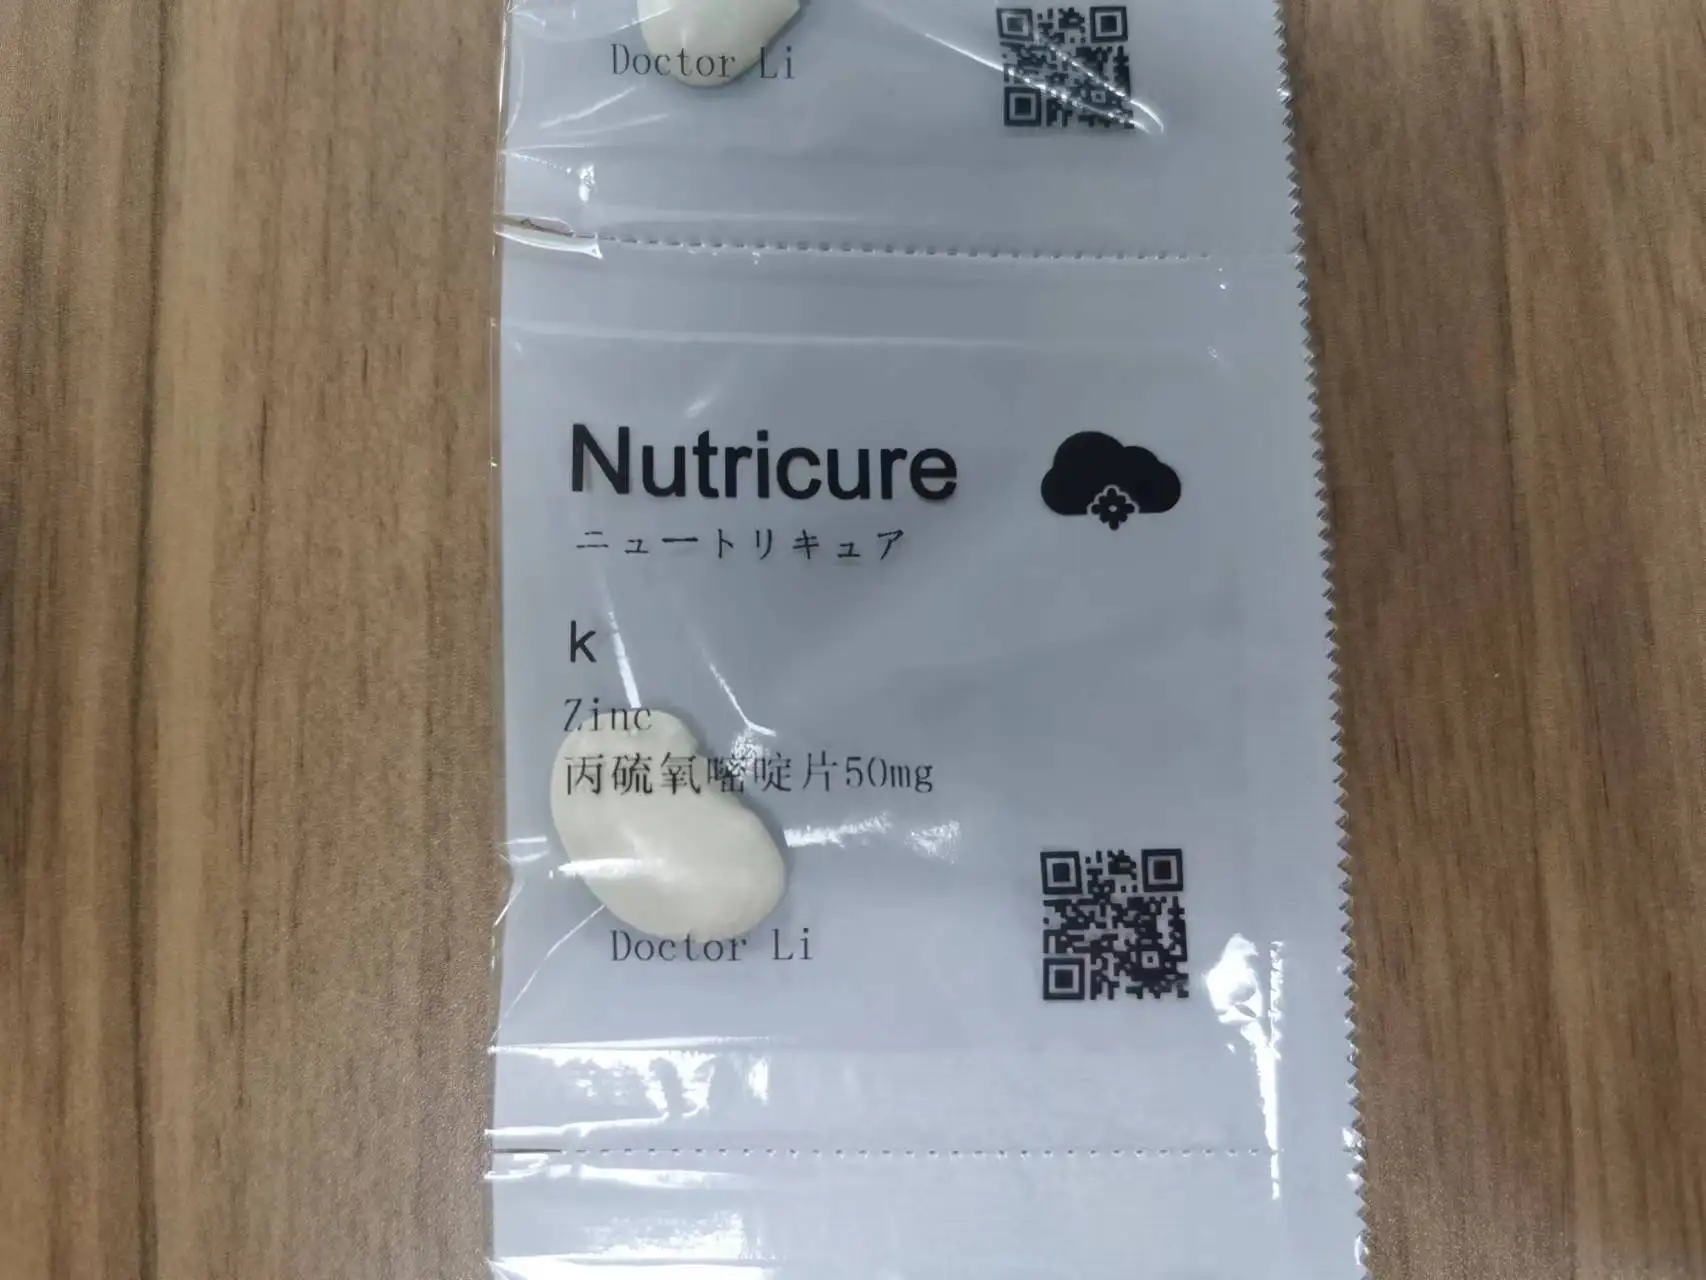 Doctor Li
Nutricure
ニュートリキュア
k
Zinc
丙硫氧嘧啶片50mg
Doctor Li